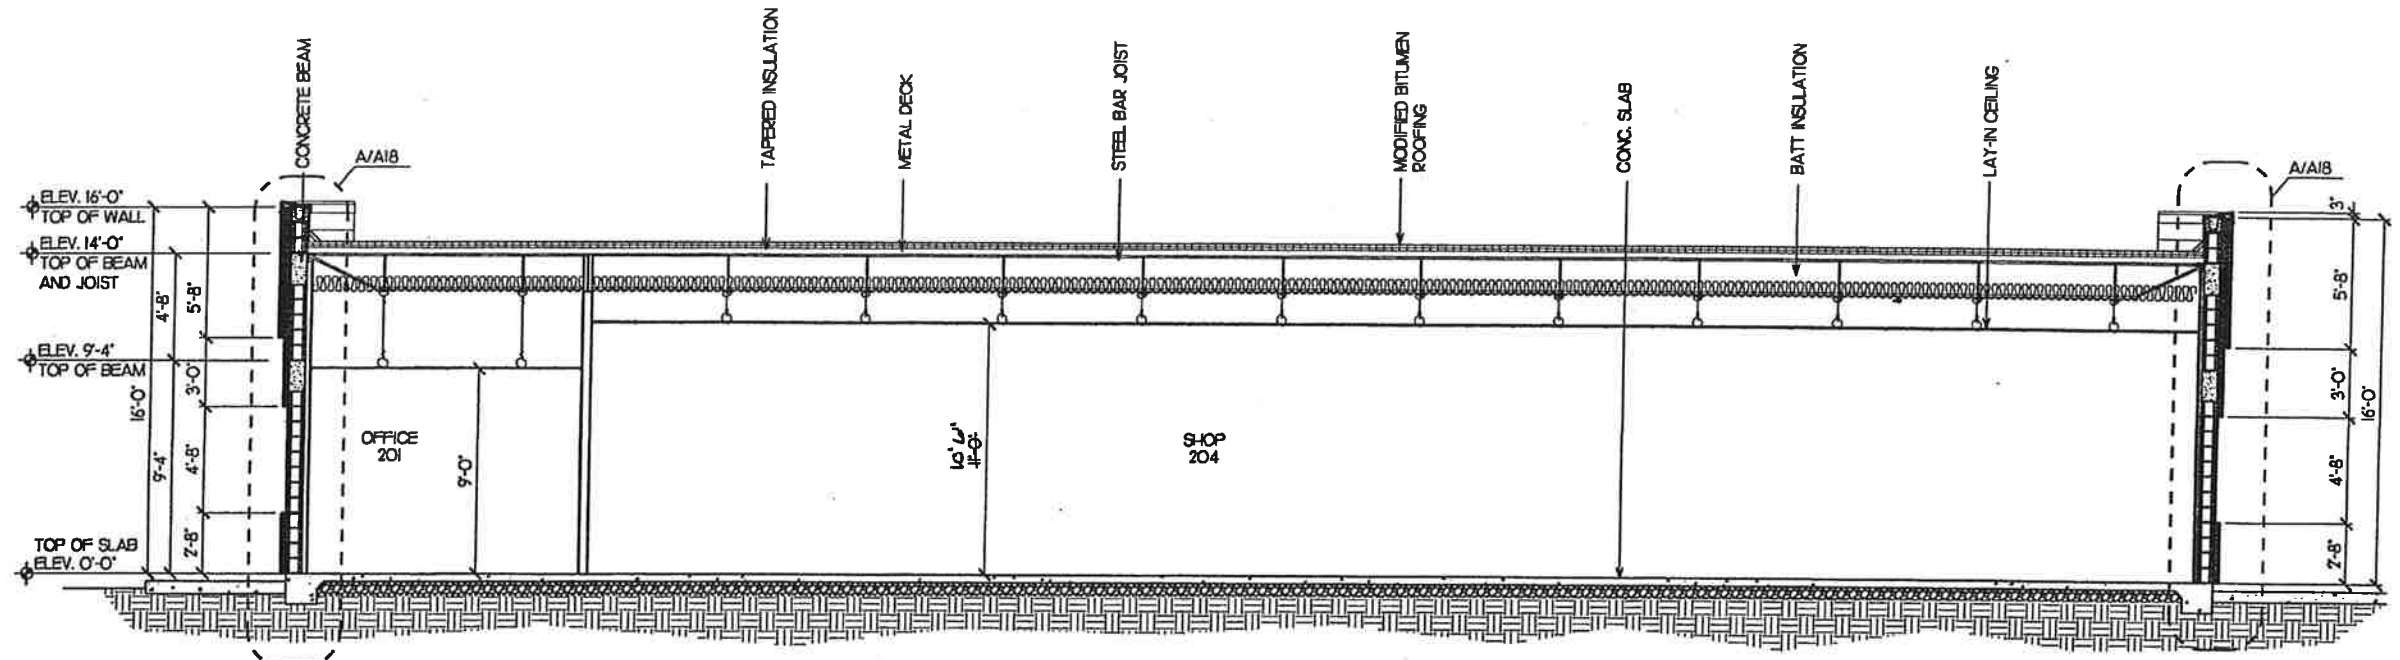 CONCRETE BEAM
TAPERED INSULATION
METAL DECK
STEEL BAR JOIST
MODIFIED BITUMEN
ROOFING
CONC. SLAB
BATT INSULATION
LAY-IN CEILING
A/A18
A/A18
ELEV. 16'-0"
TOP OF WALL
ELEV. 14'-0"
TOP OF BEAM
AND JOIST
ELEV. 9'-4"
TOP OF BEAM
TOP OF SLAB
ELEV. 0'-0"
16'-0"
4'-8"
9'-4"
5'-8"
3'-0"
4'-8"
2'-8"
OFFICE
201
9'-0"
10'6"
11'-0"
SHOP
204
3"
5'-8"
3'-0"
4'-8"
2'-8"
16'-0"